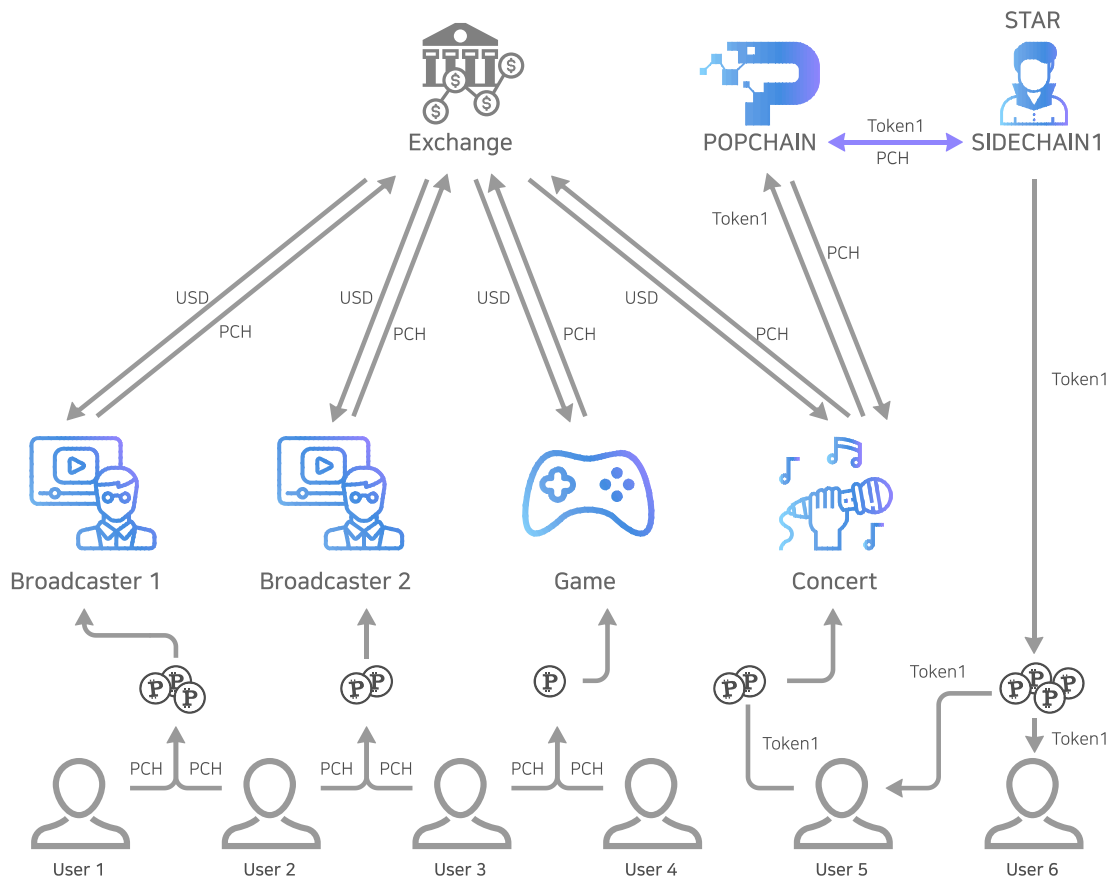 STAR
Exchange
POPCHAIN
Token1
PCH
SIDECHAIN1
Token1
PCH
USD
PCH
USD
PCH
USD
PCH
USD
PCH
Token1
Broadcaster 1
Broadcaster 2
Game
Concert
Token1
Token1
Token1
PCH
PCH
PCH
PCH
PCH
PCH
User 1
User 2
User 3
User 4
User 5
User 6